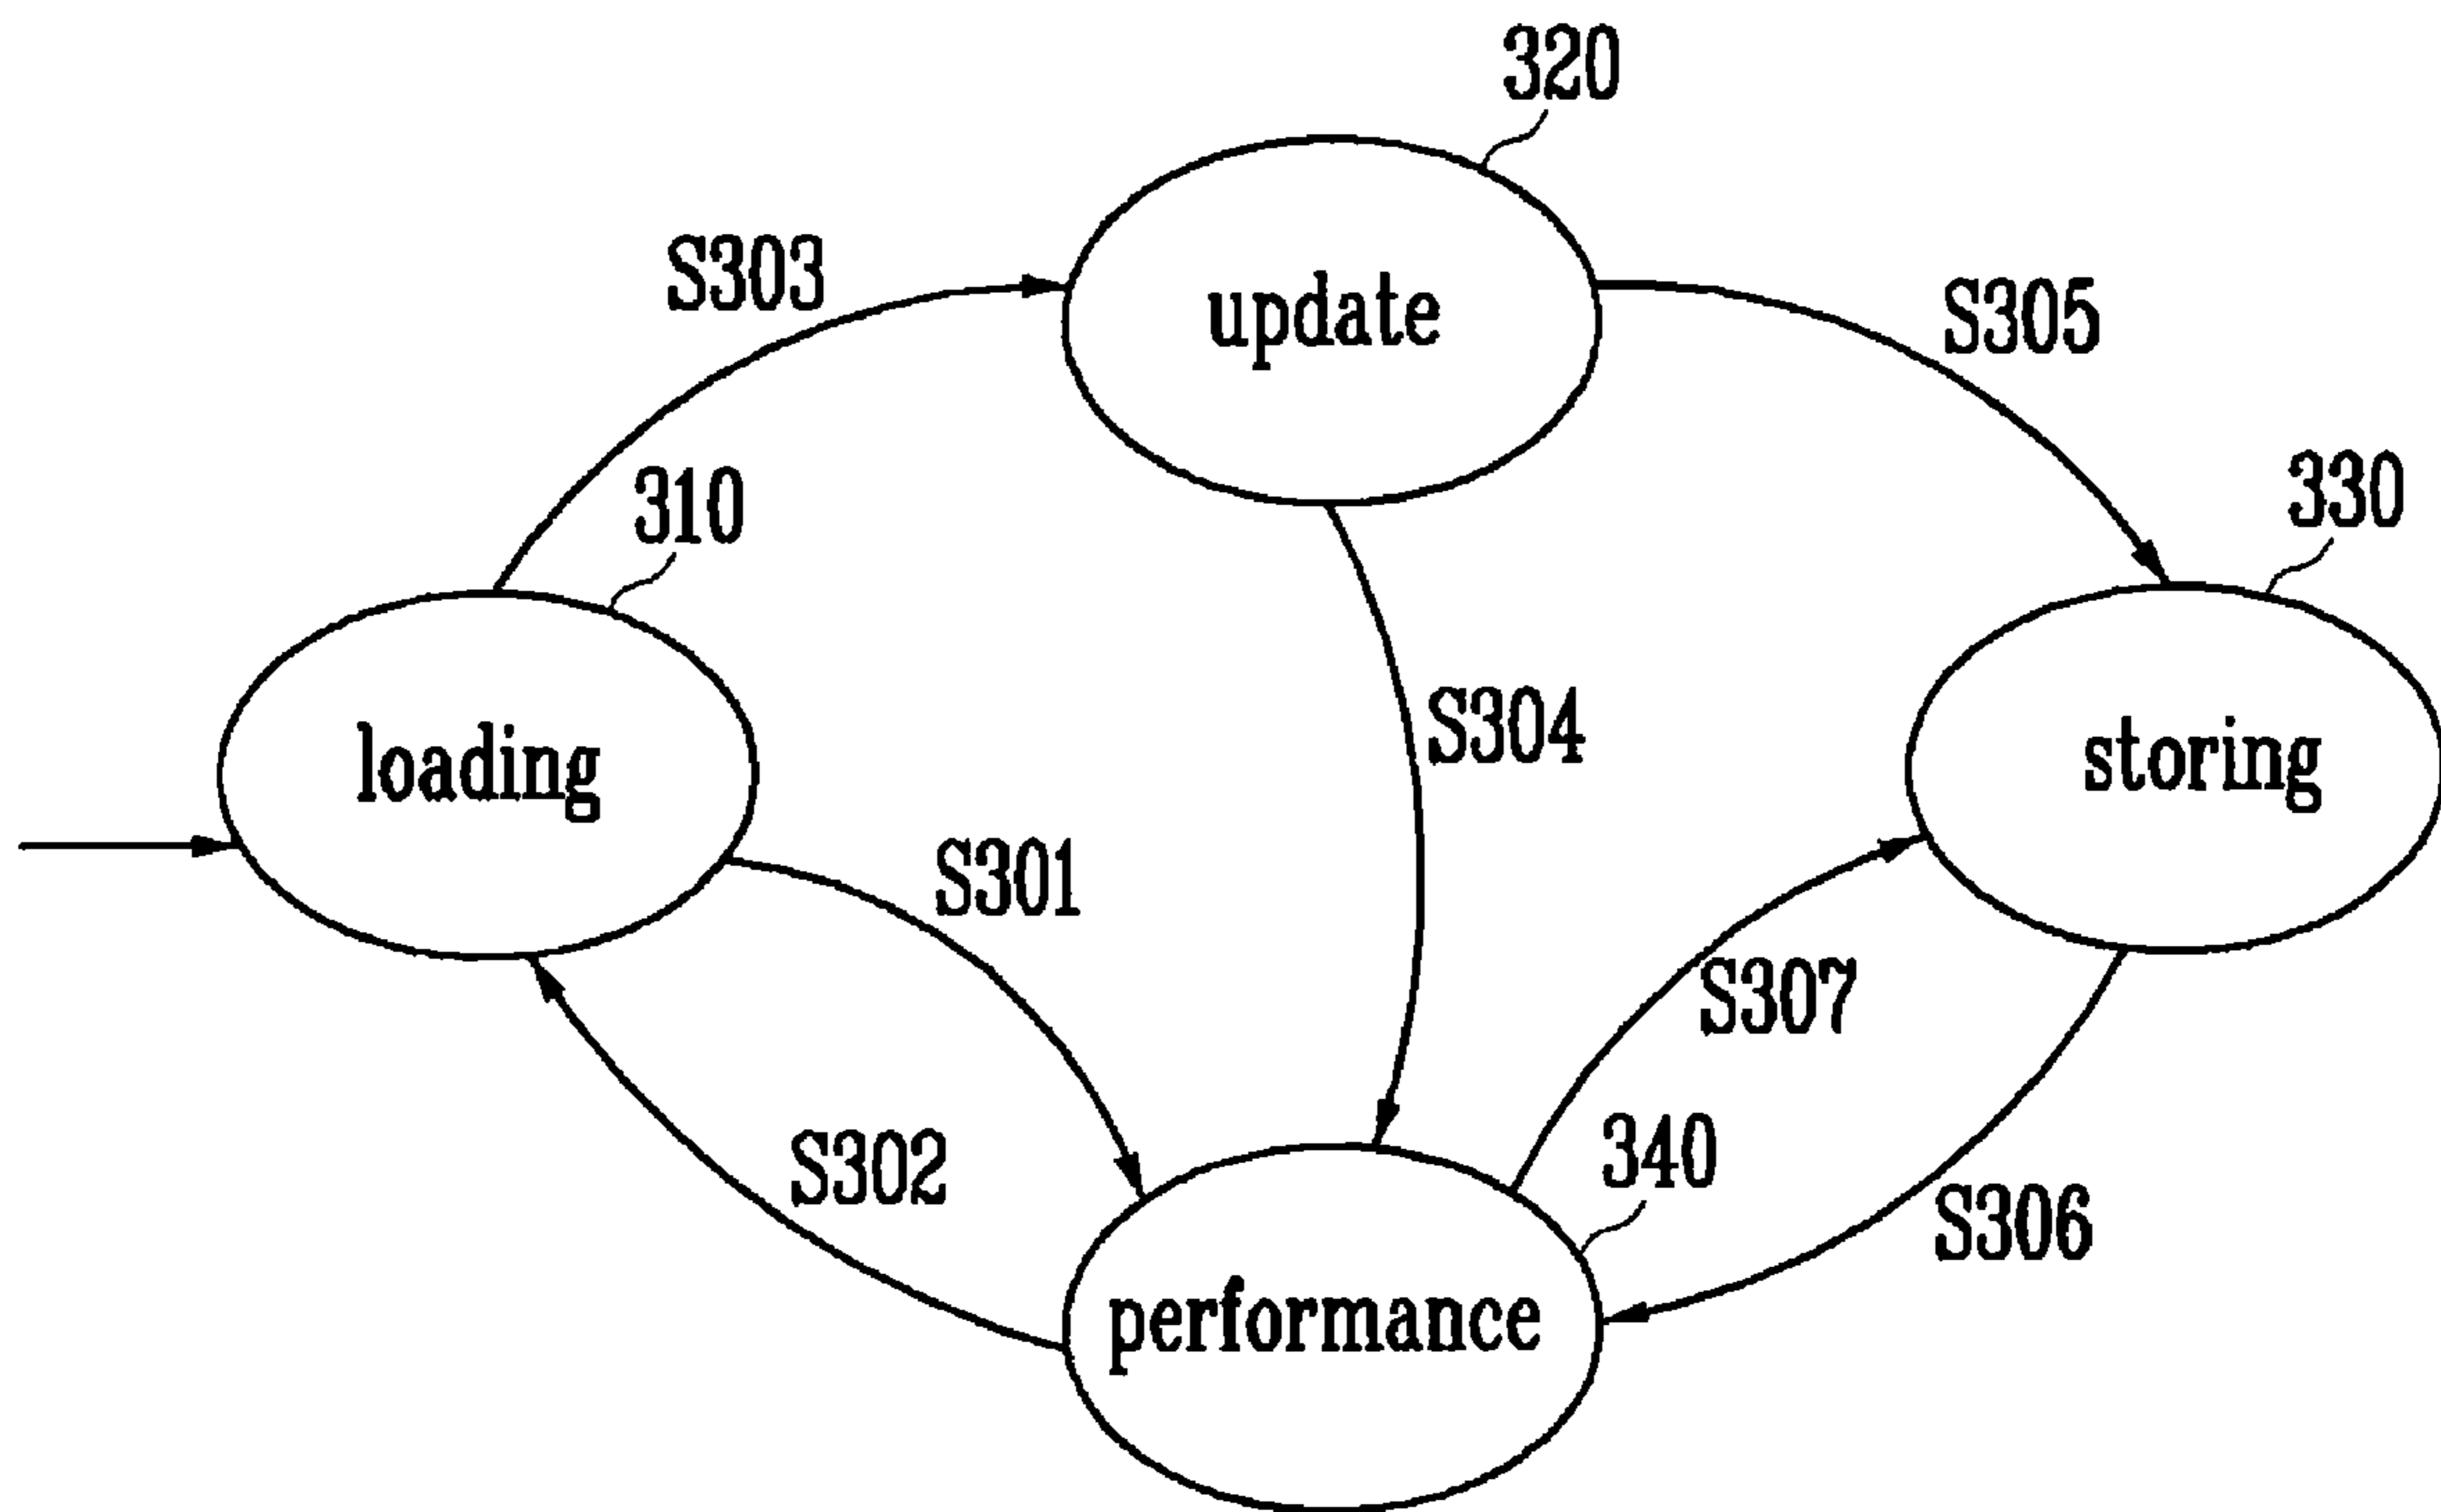 320
S303
update
S305
310
330
S304
loading
storing
S301
S307
S302
340
S306
performance